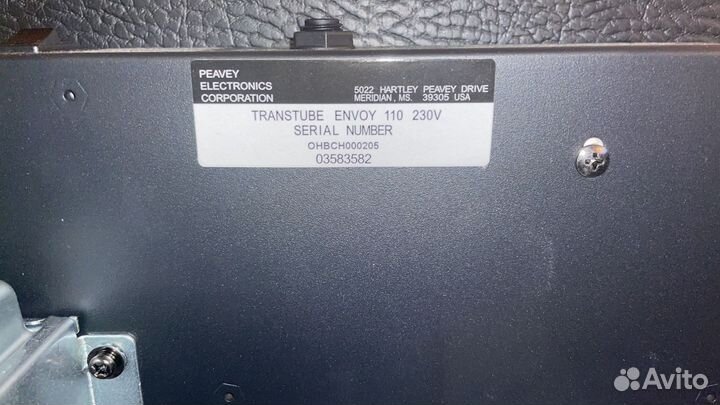 PEAVEY
ELECTRONICS
CORPORATION
5022 HARTLEY PEAVEY DRIVE
MERIDIAN, MS. 39305 USA
TRANSTUBE ENVOY 110 230V
SERIAL NUMBER
OHBCH000205
03583582
Avito